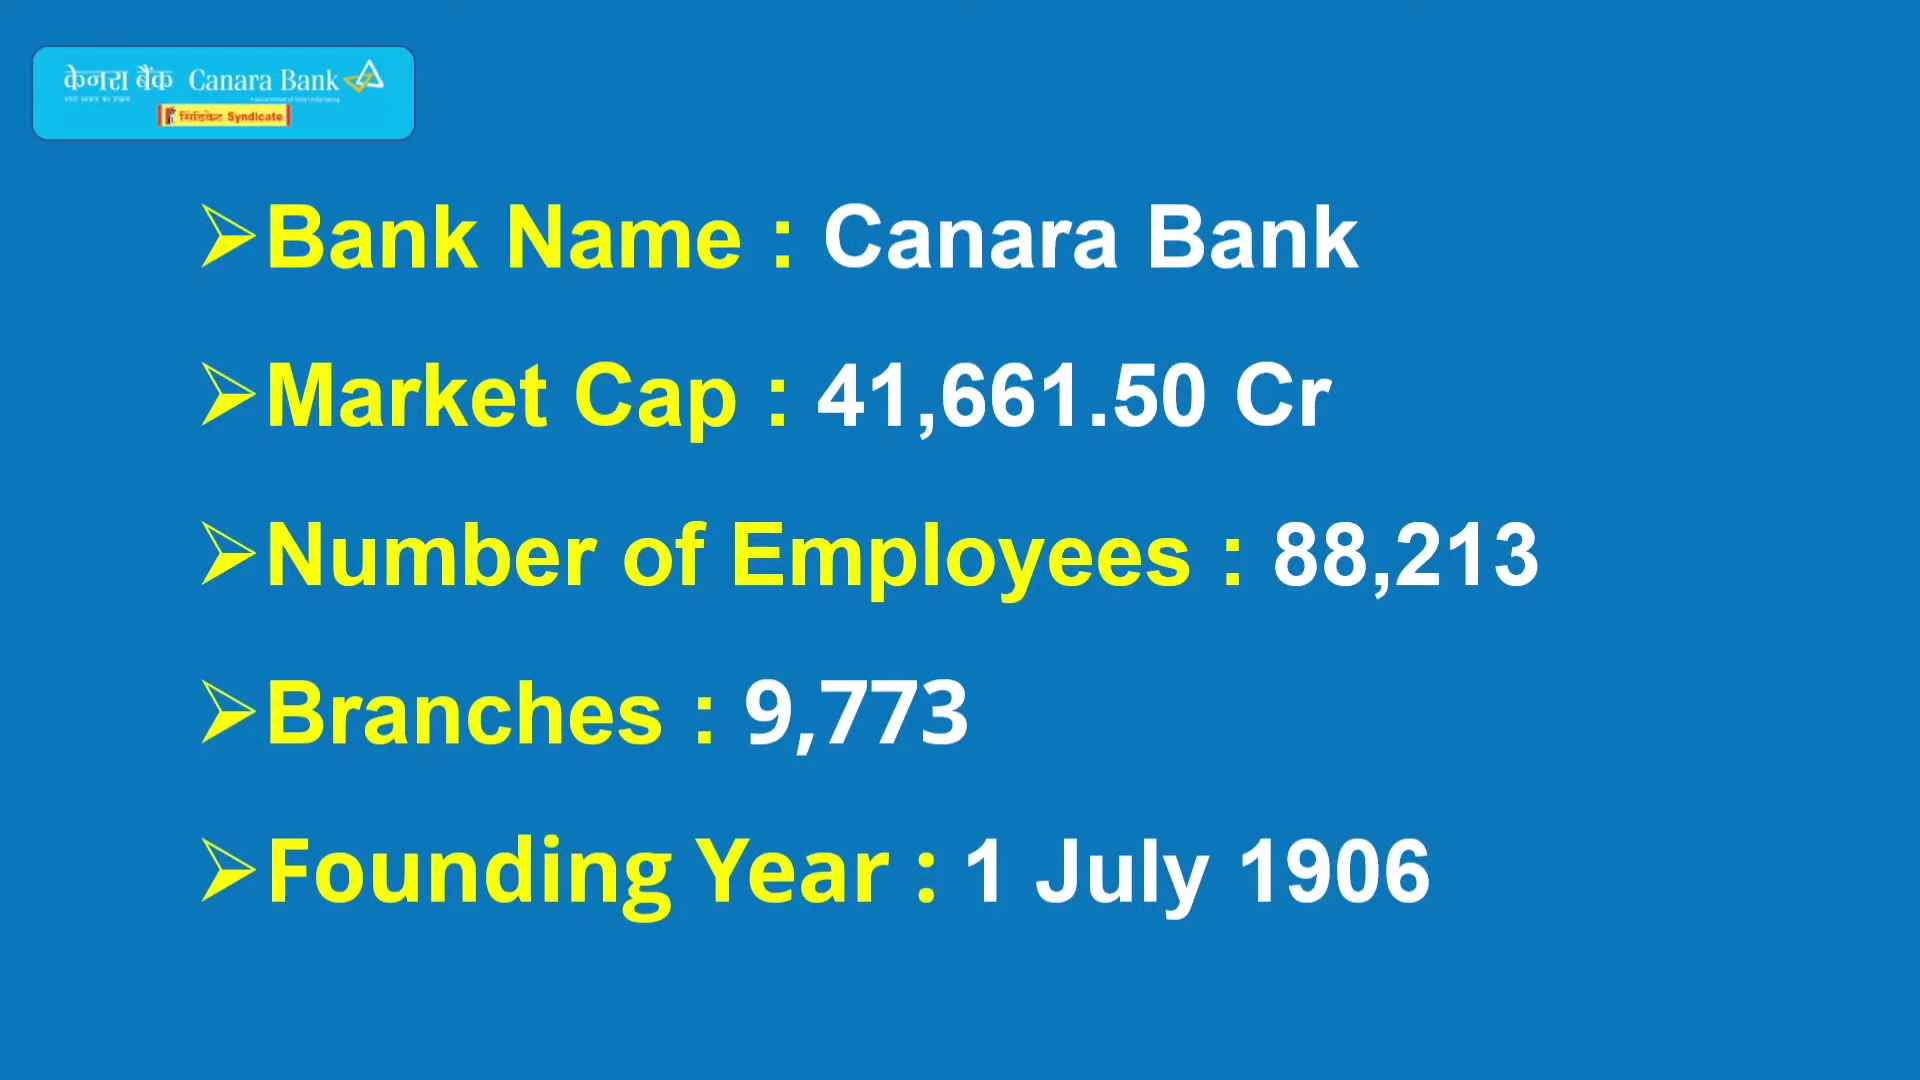 केनरा बैंक Canara Bank
सिंडिकेट Syndicate
Bank Name : Canara Bank
Market Cap : 41,661.50 Cr
Number of Employees : 88,213
Branches : 9,773
Founding Year : 1 July 1906